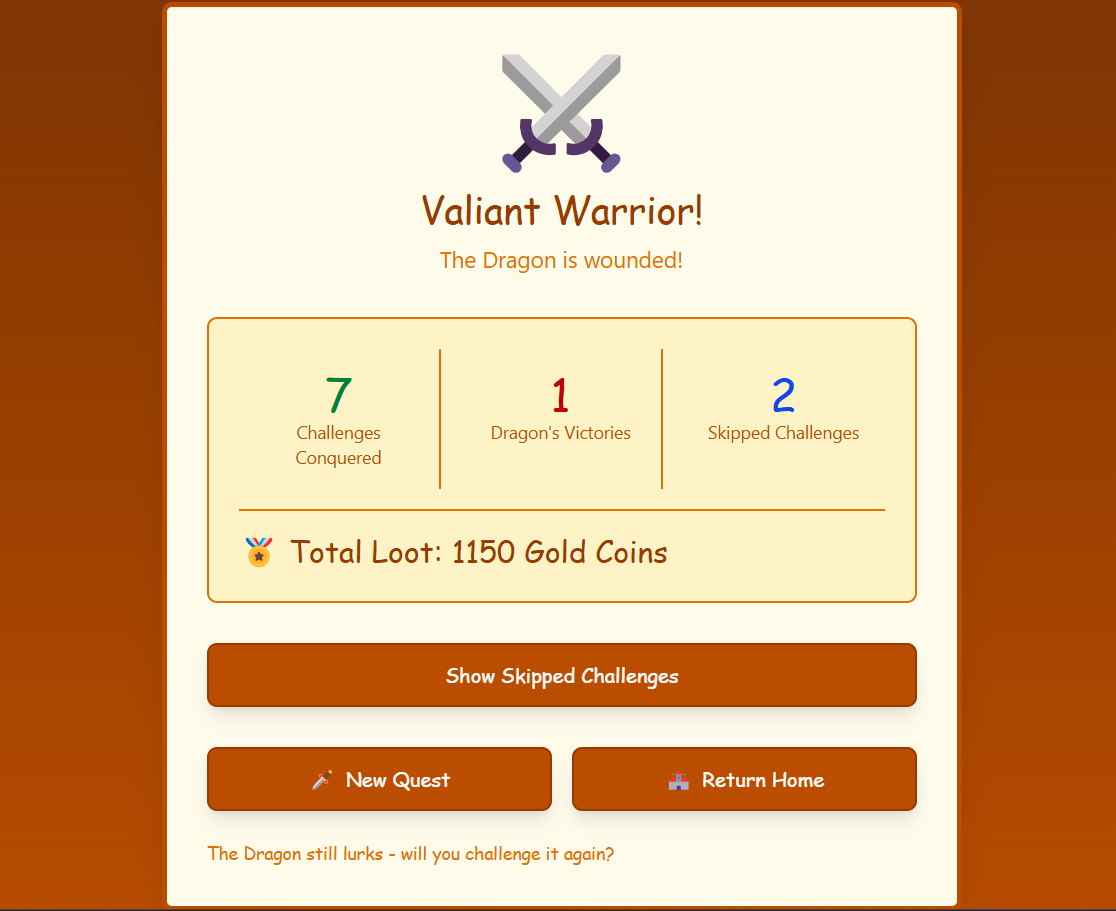 Valiant Warrior!
The Dragon is wounded!
7
Challenges
Conquered
1
Dragon's Victories
2
Skipped Challenges
Total Loot: 1150 Gold Coins
Show Skipped Challenges
New Quest
Return Home
The Dragon still lurks - will you challenge it again?